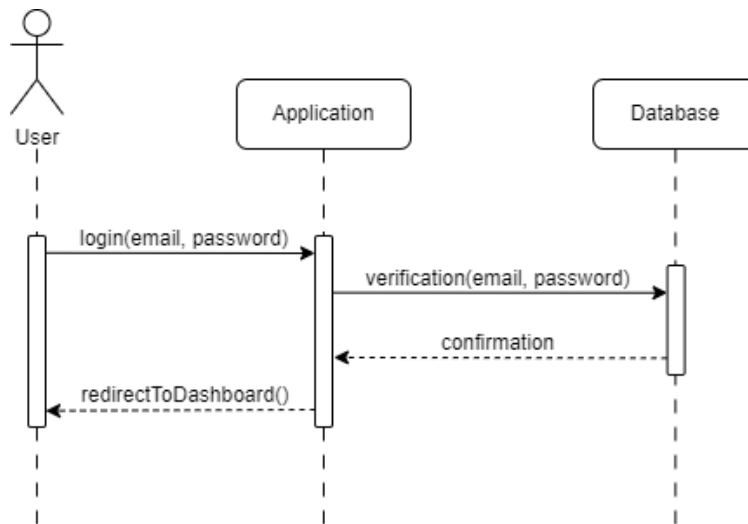 User
Application
Database
login(email, password)
verification(email, password)
confirmation
redirectToDashboard()